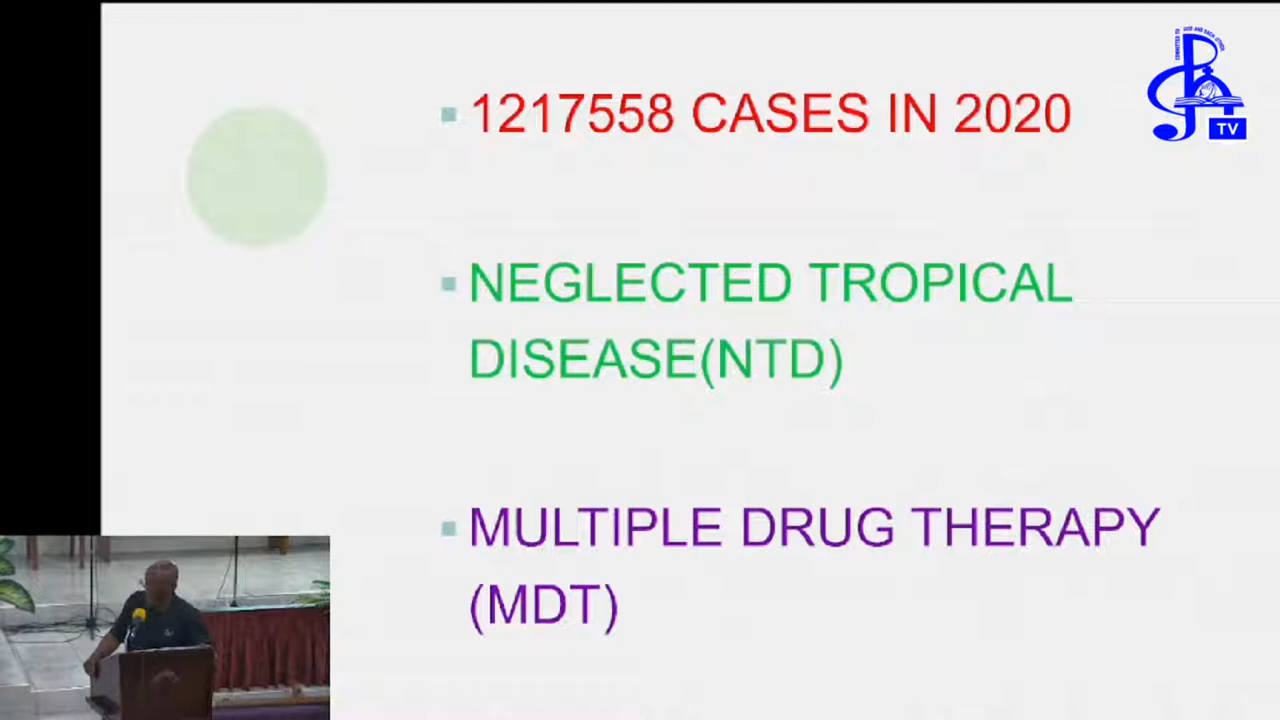 1217558 CASES IN 2020
NEGLECTED TROPICAL
DISEASE(NTD)
MULTIPLE DRUG THERAPY
(MDT)
TV